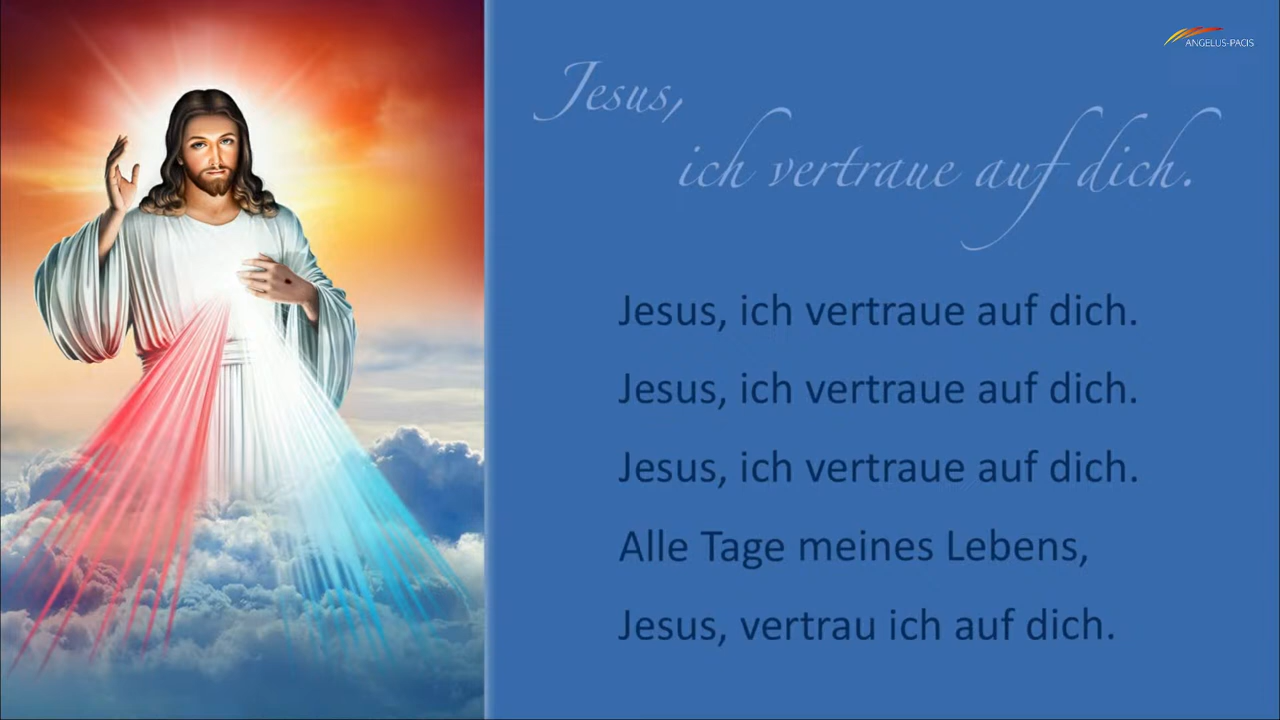 ANGELUS-PACIS
Jesus,
ich vertraue auf dich.
Jesus, ich vertraue auf dich.
Jesus, ich vertraue auf dich.
Jesus, ich vertraue auf dich.
Alle Tage meines Lebens,
Jesus, vertrau ich auf dich.